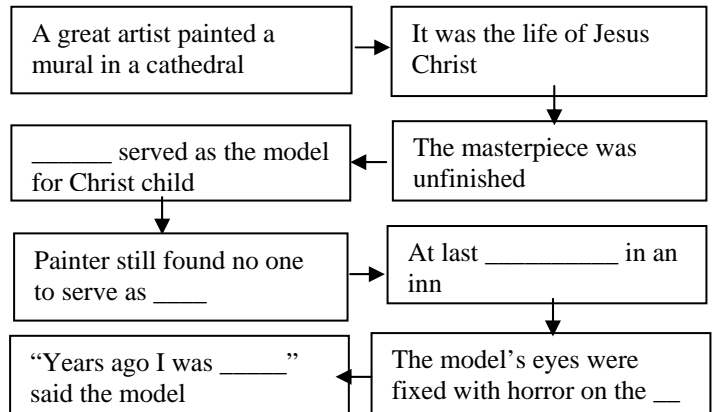 A great artist painted a
mural in a cathedral
It was the life of Jesus
Christ
The masterpiece was
unfinished
______ served as the model
for Christ child
Painter still found no one
to serve as ____
At last __________ in an
inn
The model’s eyes were
fixed with horror on the __
“Years ago I was _____”
said the model